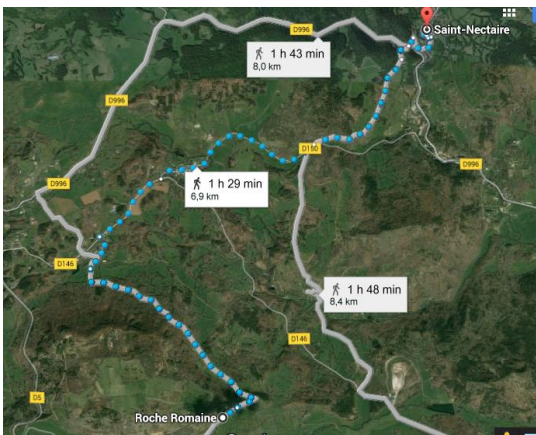 D996
Saint-Nectaire
1 h 43 min
8,0 km
D996
D150
D996
1 h 29 min
6,9 km
D996
D146
1 h 48 min
8,4 km
D146
D5
Roche Romaine